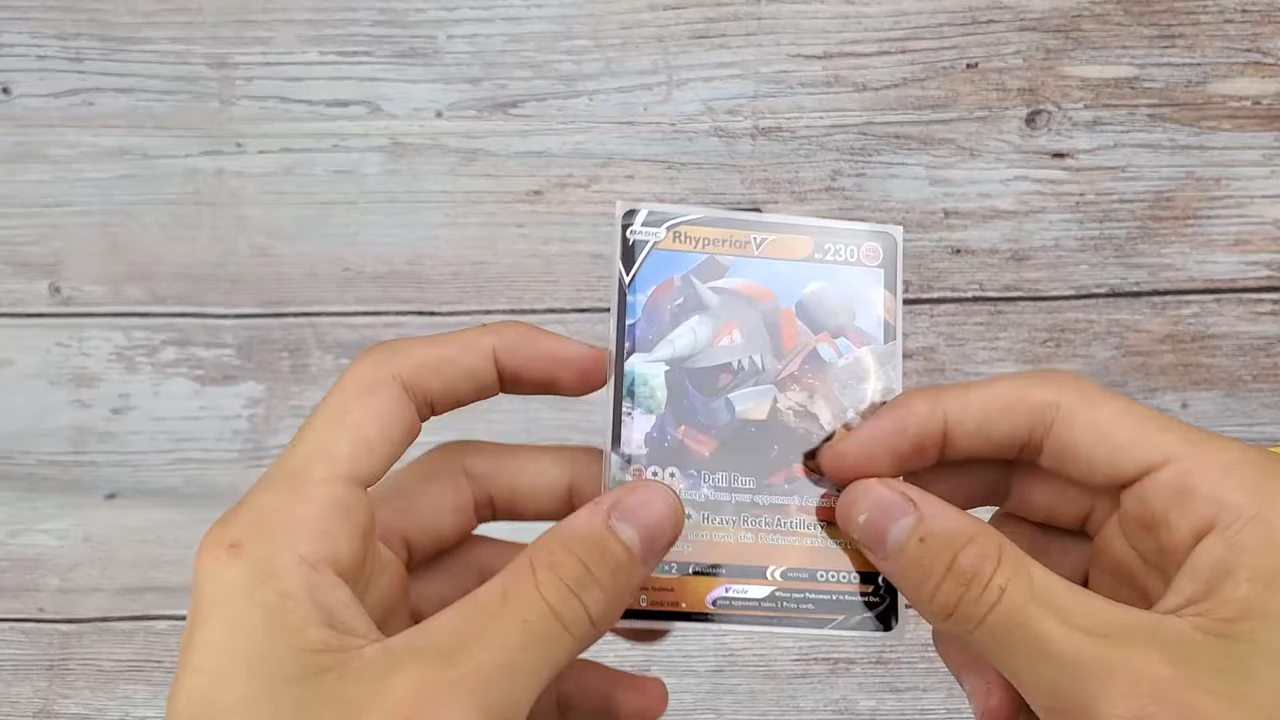 BASIC Rhyperior V HP 230
Drill Run
Energy from your opponent's Active
Heavy Rock Artillery
next turn, this Pokémon can't use
×2 resistance retreat
V rule When your Pokémon V is Knocked Out,
your opponent takes 2 Prize cards.